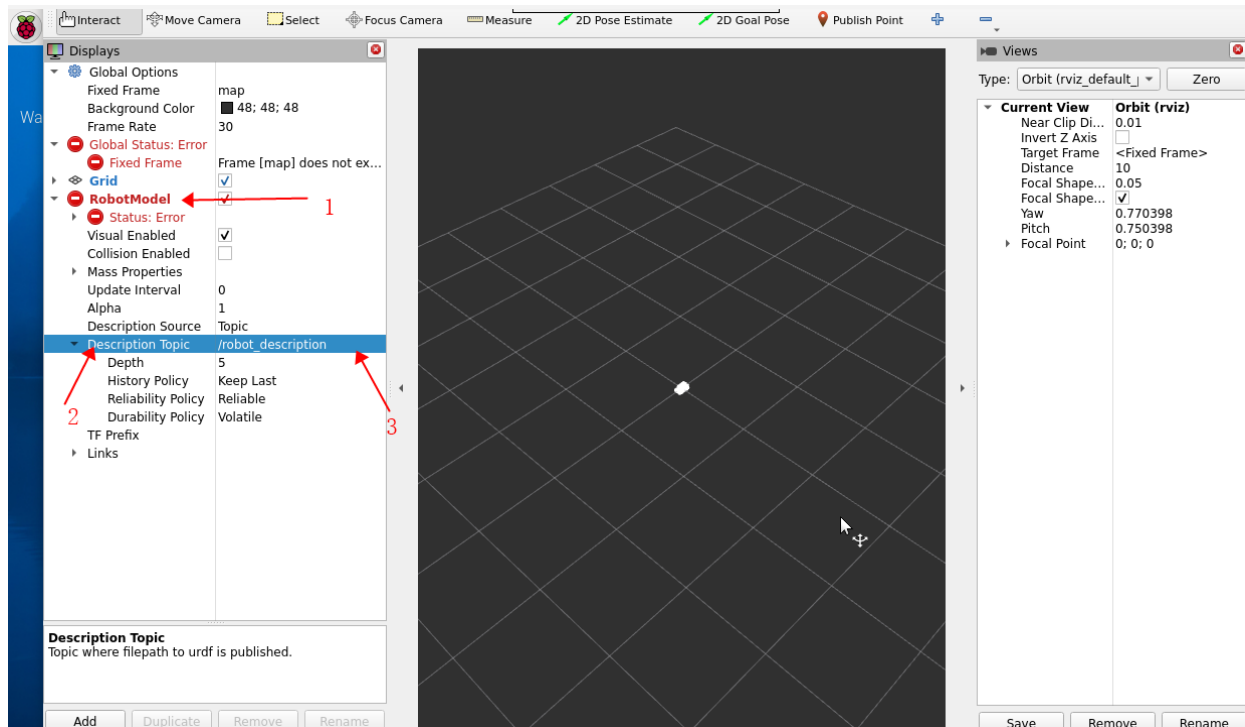 Interact Move Camera Select Focus Camera Measure 2D Pose Estimate 2D Goal Pose Publish Point
Displays
Global Options
Fixed Frame map
Background Color 48; 48; 48
Frame Rate 30
Global Status: Error
Fixed Frame Frame [map] does not ex...
Grid
RobotModel
1
Status: Error
Visual Enabled
Collision Enabled
Mass Properties
Update Interval 0
Alpha 1
Description Source Topic
Description Topic /robot_description
Depth 5
History Policy Keep Last
Reliability Policy Reliable
Durability Policy Volatile
2
3
TF Prefix
Links
Description Topic
Topic where filepath to urdf is published.
Add Duplicate Remove Rename
Wa
Views
Type: Orbit (rviz_default_ Zero
Current View Orbit (rviz)
Near Clip Di... 0.01
Invert Z Axis
Target Frame <Fixed Frame>
Distance 10
Focal Shape... 0.05
Focal Shape...
Yaw 0.770398
Pitch 0.750398
Focal Point 0; 0; 0
Save Remove Rename